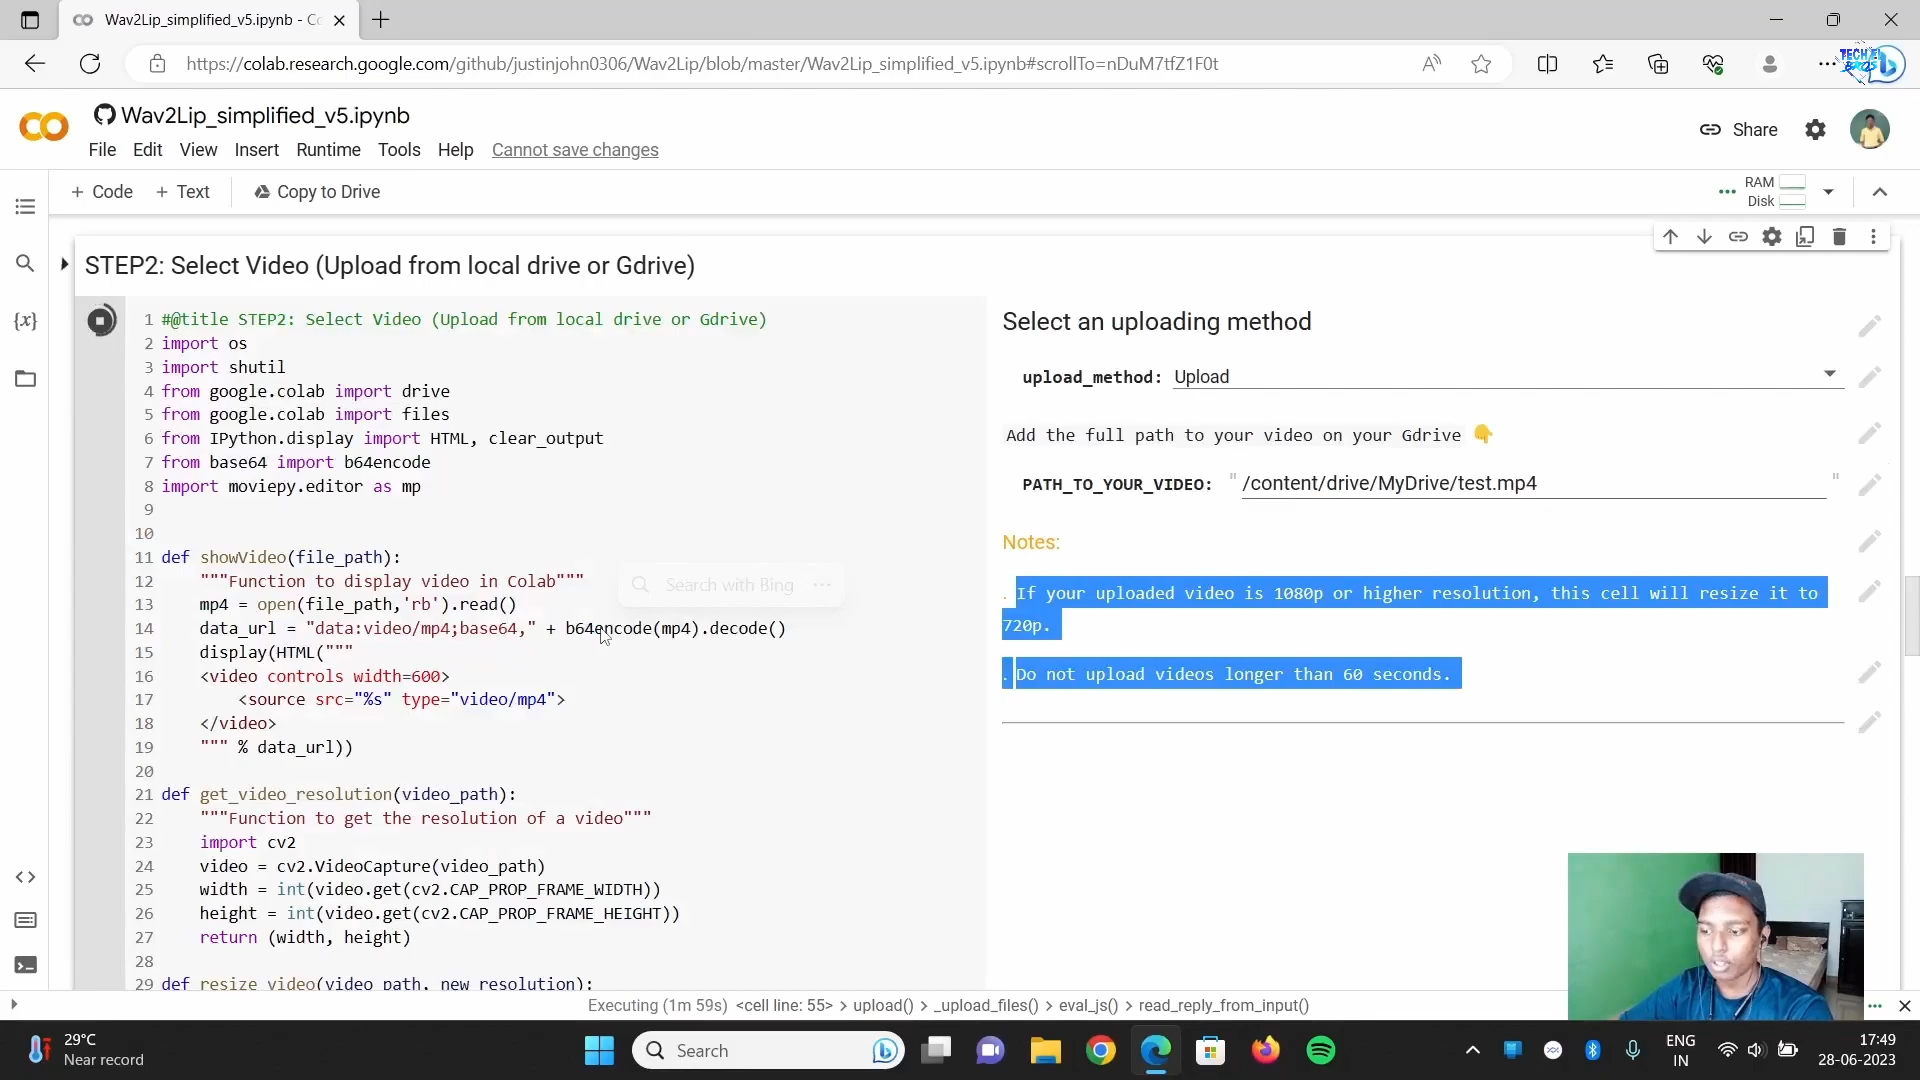 Wav2Lip_simplified_v5.ipynb - Co
https://colab.research.google.com/github/justinjohn0306/Wav2Lip/blob/master/Wav2Lip_simplified_v5.ipynb#scrollTo=nDuM7tfZ1F0t
TECH EL BROS
Wav2Lip_simplified_v5.ipynb
File Edit View Insert Runtime Tools Help Cannot save changes
Share
+ Code + Text Copy to Drive
RAM
Disk
STEP2: Select Video (Upload from local drive or Gdrive)
1 #@title STEP2: Select Video (Upload from local drive or Gdrive)
2 import os
3 import shutil
4 from google.colab import drive
5 from google.colab import files
6 from IPython.display import HTML, clear_output
7 from base64 import b64encode
8 import moviepy.editor as mp
9
10
11 def showVideo(file_path):
12 """Function to display video in Colab"""
13 mp4 = open(file_path,'rb').read()
14 data_url = "data:video/mp4;base64," + b64encode(mp4).decode()
15 display(HTML("""
16 <video controls width=600>
17 <source src="%s" type="video/mp4">
18 </video>
19 """ % data_url))
20
21 def get_video_resolution(video_path):
22 """Function to get the resolution of a video"""
23 import cv2
24 video = cv2.VideoCapture(video_path)
25 width = int(video.get(cv2.CAP_PROP_FRAME_WIDTH))
26 height = int(video.get(cv2.CAP_PROP_FRAME_HEIGHT))
27 return (width, height)
28
29 def resize_video(video_path, new_resolution):
Search with Bing
Select an uploading method
upload_method: Upload
Add the full path to your video on your Gdrive 👇
PATH_TO_YOUR_VIDEO: "/content/drive/MyDrive/test.mp4"
Notes:
. If your uploaded video is 1080p or higher resolution, this cell will resize it to
720p.
. Do not upload videos longer than 60 seconds.
Executing (1m 59s) <cell line: 55> > upload() > _upload_files() > eval_js() > read_reply_from_input()
29°C
Near record
Search
ENG
IN
17:49
28-06-2023